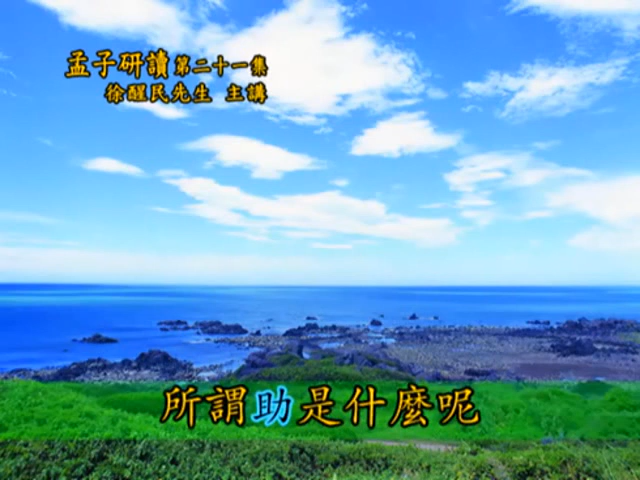 孟子研讀 第二十一集
徐醒民先生 主講
所謂助是什麼呢